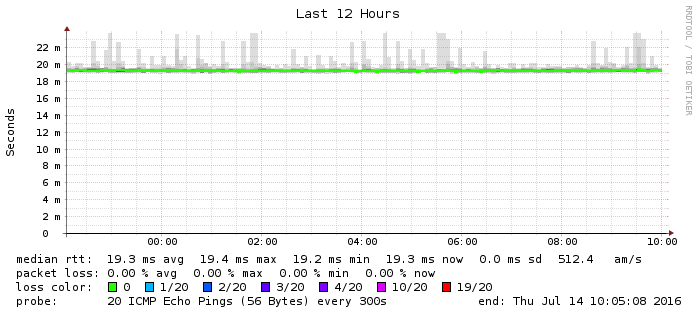 Last 12 Hours
RRDTOOL / TOBI OETIKER
Seconds
22 m
20 m
18 m
16 m
14 m
12 m
10 m
8 m
6 m
4 m
2 m
0
00:00 02:00 04:00 06:00 08:00 10:00
median rtt: 19.3 ms avg 19.4 ms max 19.2 ms min 19.3 ms now 0.0 ms sd 512.4 am/s
packet loss: 0.00 % avg 0.00 % max 0.00 % min 0.00 % now
loss color: 0 1/20 2/20 3/20 4/20 10/20 19/20
probe: 20 ICMP Echo Pings (56 Bytes) every 300s end: Thu Jul 14 10:05:08 2016